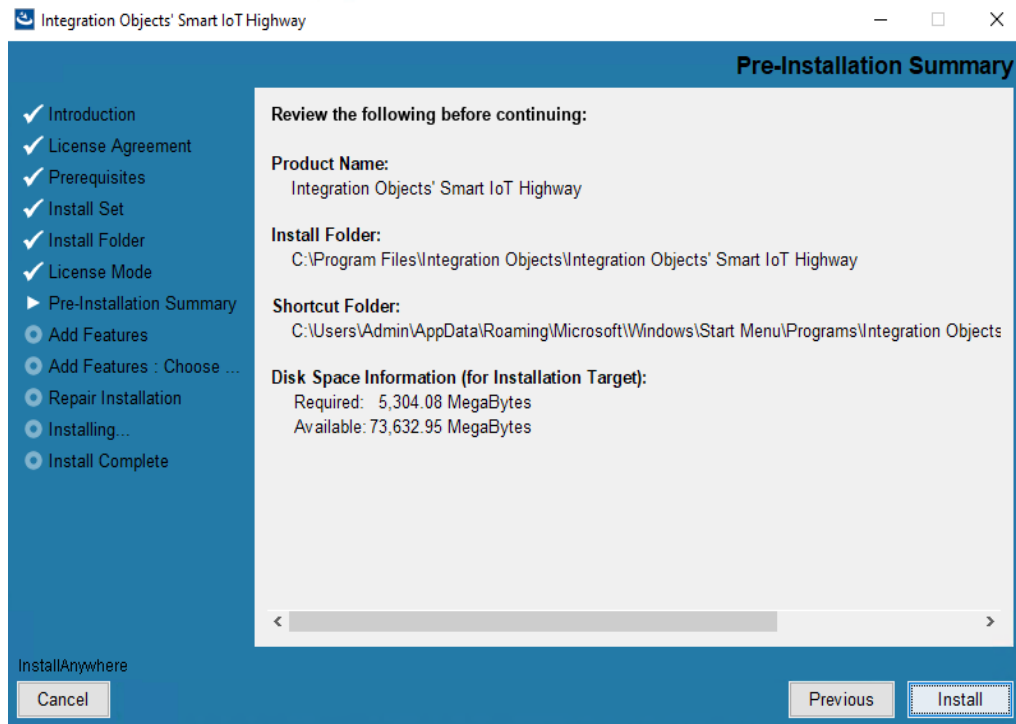 Integration Objects' Smart IoT Highway
Pre-Installation Summary
Introduction
License Agreement
Prerequisites
Install Set
Install Folder
License Mode
Pre-Installation Summary
Add Features
Add Features : Choose ...
Repair Installation
Installing...
Install Complete
Review the following before continuing:
Product Name:
Integration Objects' Smart IoT Highway
Install Folder:
C:\Program Files\Integration Objects\Integration Objects' Smart IoT Highway
Shortcut Folder:
C:\Users\Admin\AppData\Roaming\Microsoft\Windows\Start Menu\Programs\Integration Objects
Disk Space Information (for Installation Target):
Required: 5,304.08 MegaBytes
Available: 73,632.95 MegaBytes
InstallAnywhere
Cancel
Previous
Install